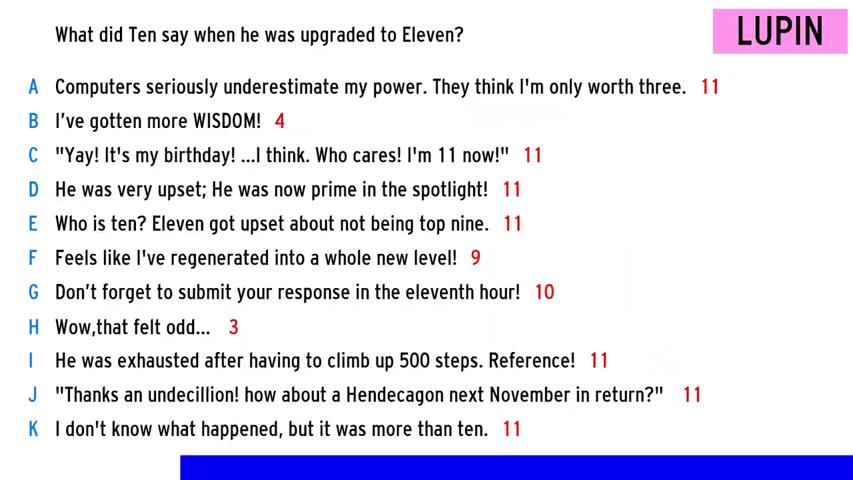 What did Ten say when he was upgraded to Eleven?
LUPIN
A Computers seriously underestimate my power. They think I'm only worth three. 11
B I've gotten more WISDOM! 4
C "Yay! It's my birthday! ...I think. Who cares! I'm 11 now!" 11
D He was very upset; He was now prime in the spotlight! 11
E Who is ten? Eleven got upset about not being top nine. 11
F Feels like I've regenerated into a whole new level! 9
G Don't forget to submit your response in the eleventh hour! 10
H Wow,that felt odd... 3
I He was exhausted after having to climb up 500 steps. Reference! 11
J "Thanks an undecillion! how about a Hendecagon next November in return?" 11
K I don't know what happened, but it was more than ten. 11